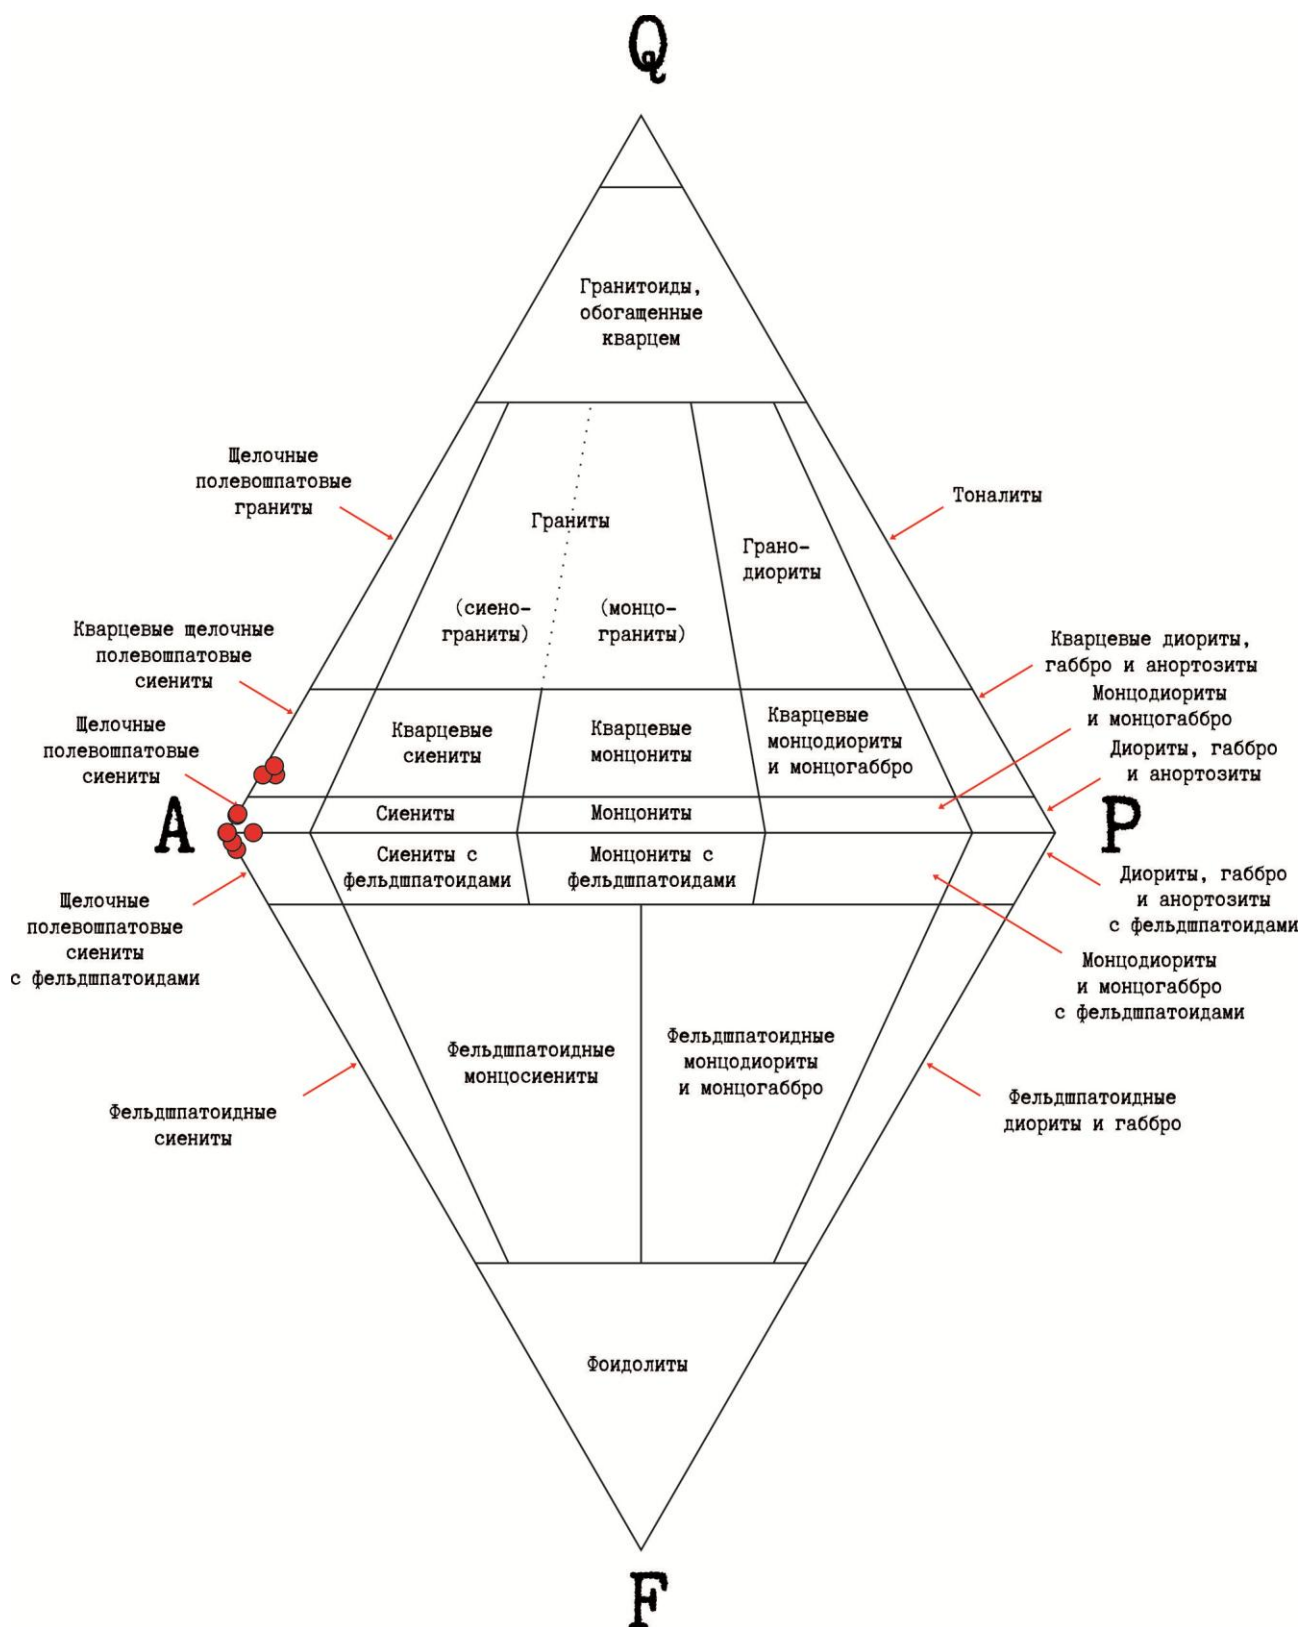 Q
Гранитоиды,
обогащенные
кварцем
Щелочные
полевошпатовые
граниты
Тоналиты
Граниты
Грано-
диориты
(сиено-
граниты)
(монцо-
граниты)
Кварцевые щелочные
полевошпатовые
сиениты
Кварцевые диориты,
габбро и анортозиты
Монцодиориты
и монцогаббро
Щелочные
полевошпатовые
сиениты
Кварцевые
сиениты
Кварцевые
монцониты
Кварцевые
монцодиориты
и монцогаббро
Диориты, габбро
и анортозиты
A
Сиениты
Монцониты
P
Сиениты с
фельдшпатоидами
Монцониты с
фельдшпатоидами
Диориты, габбро
и анортозиты
с фельдшпатоидами
Щелочные
полевошпатовые
сиениты
с фельдшпатоидами
Монцодиориты
и монцогаббро
с фельдшпатоидами
Фельдшпатоидные
монцосиениты
Фельдшпатоидные
монцодиориты
и монцогаббро
Фельдшпатоидные
сиениты
Фельдшпатоидные
диориты и габбро
Фоидолиты
F